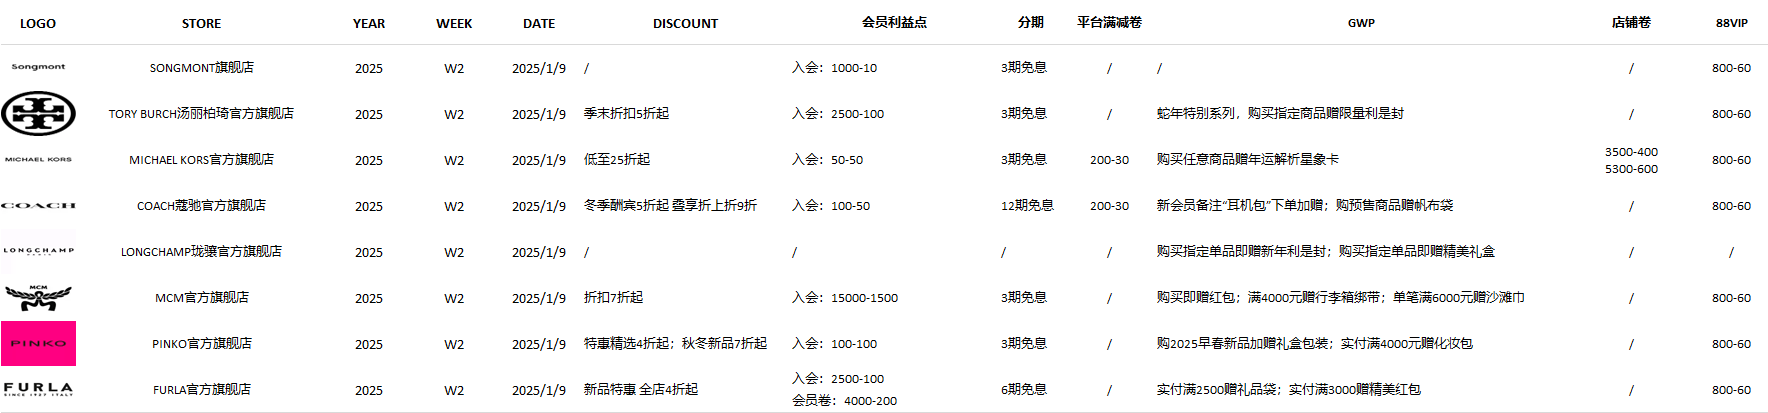 LOGO STORE YEAR WEEK DATE DISCOUNT 会员利益点 分期 平台满减卷 GWP 店铺卷 88VIP
Songmont SONGMONT旗舰店 2025 W2 2025/1/9 / 入会：1000-10 3期免息 / / / 800-60
TORY BURCH汤丽柏琦官方旗舰店 2025 W2 2025/1/9 季末折扣5折起 入会：2500-100 3期免息 / 蛇年特别系列，购买指定商品赠限量利是封 / 800-60
MICHAEL KORS MICHAEL KORS官方旗舰店 2025 W2 2025/1/9 低至25折起 入会：50-50 3期免息 200-30 购买任意商品赠年运解析星象卡 3500-400 800-60
5300-600
COACH COACH蔻驰官方旗舰店 2025 W2 2025/1/9 冬季酬宾5折起 叠享折上折9折 入会：100-50 12期免息 200-30 新会员备注“耳机包”下单加赠；购预售商品赠帆布袋 / 800-60
LONGCHAMP LONGCHAMP珑骧官方旗舰店 2025 W2 2025/1/9 / / / / 购买指定单品即赠新年利是封；购买指定单品即赠精美礼盒 / /
MCM MCM官方旗舰店 2025 W2 2025/1/9 折扣7折起 入会：15000-1500 3期免息 / 购买即赠红包；满4000元赠行李箱绑带；单笔满6000元赠沙滩巾 / 800-60
PINKO PINKO官方旗舰店 2025 W2 2025/1/9 特惠精选4折起；秋冬新品7折起 入会：100-100 3期免息 / 购2025早春新品加赠礼盒包装；实付满4000元赠化妆包 / 800-60
FURLA FURLA官方旗舰店 2025 W2 2025/1/9 新品特惠 全店4折起 入会：2500-100 6期免息 / 实付满2500赠礼品袋；实付满3000赠精美红包 / 800-60
SINCE 1927 ITALY 会员卷：4000-200